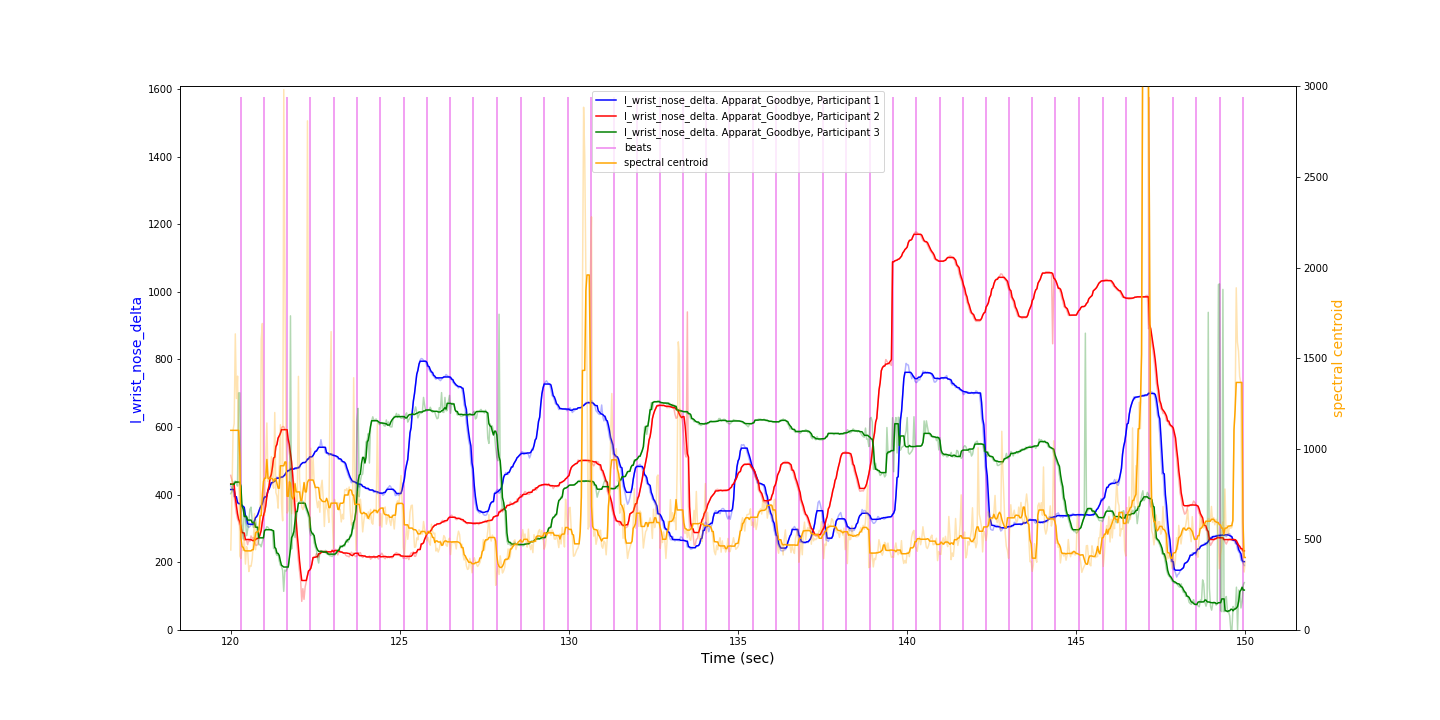 l_wrist_nose_delta. Apparat_Goodbye, Participant 1
l_wrist_nose_delta. Apparat_Goodbye, Participant 2
l_wrist_nose_delta. Apparat_Goodbye, Participant 3
beats
spectral centroid
1600
1400
1200
1000
800
600
400
200
0
l_wrist_nose_delta
3000
2500
2000
1500
1000
500
0
spectral centroid
120
125
130
135
140
145
150
Time (sec)